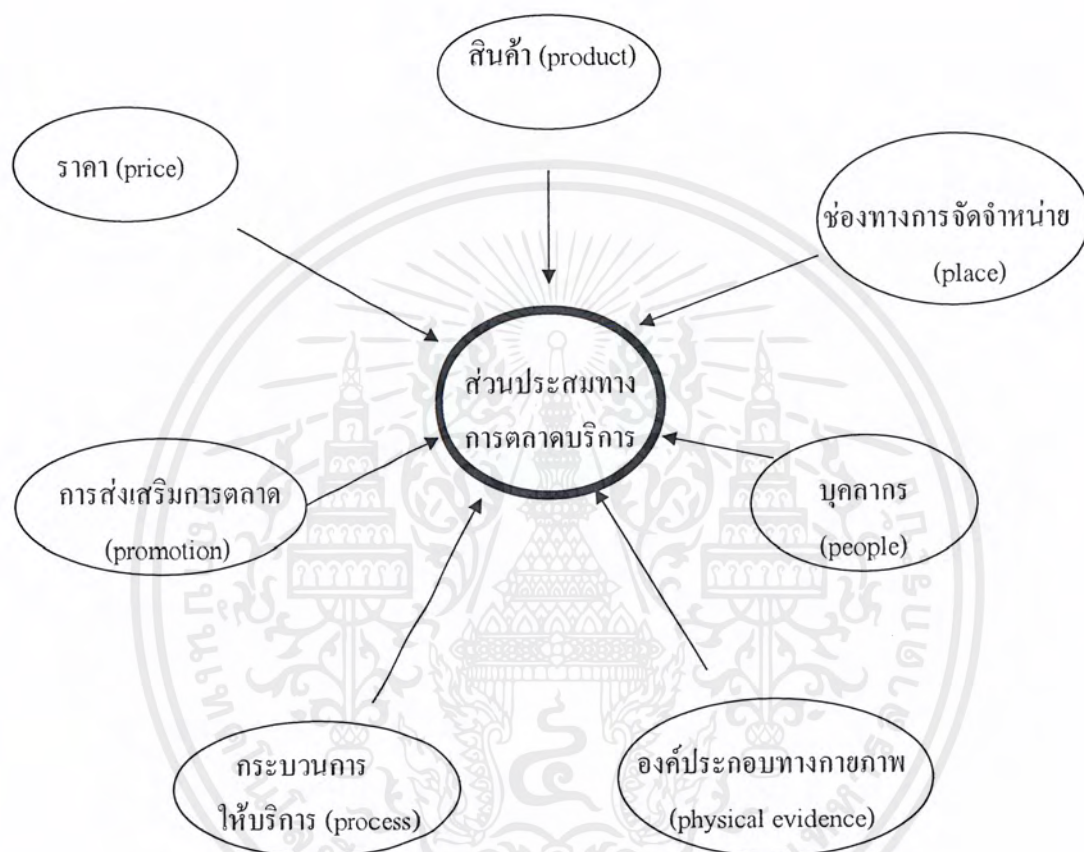 สินค้า (product)
ราคา (price)
ช่องทางการจัดจำหน่าย
(place)
ส่วนประสมทาง
การตลาดบริการ
การส่งเสริมการตลาด
(promotion)
บุคลากร
(people)
กระบวนการ
ให้บริการ (process)
องค์ประกอบทางกายภาพ
(physical evidence)